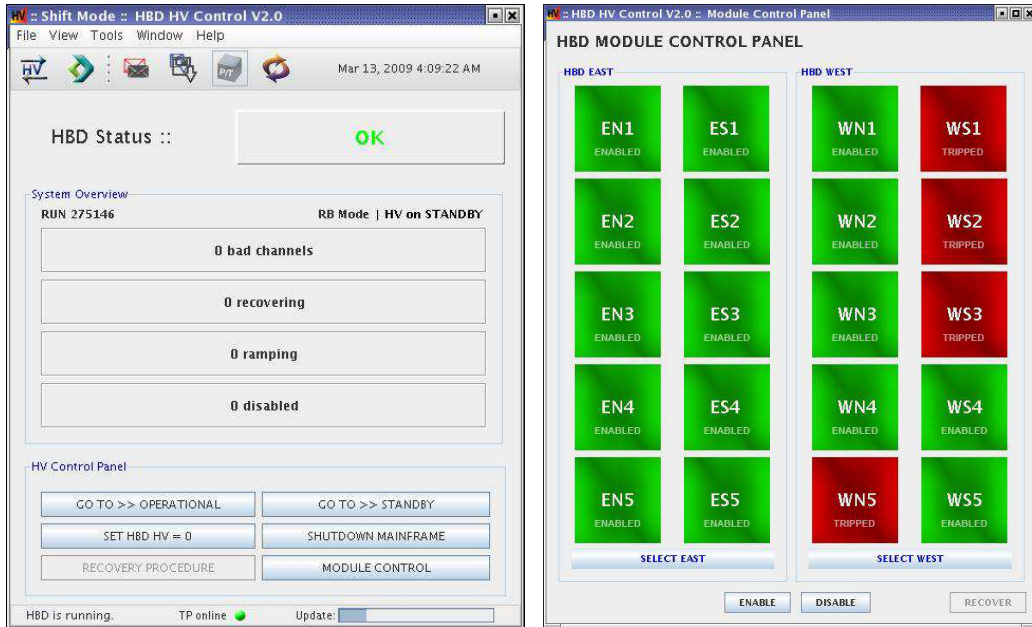 HV :: Shift Mode :: HBD HV Control V2.0
File View Tools Window Help
HV P/T Mar 13, 2009 4:09:22 AM
HBD Status :: OK
System Overview
RUN 275146 RB Mode | HV on STANDBY
0 bad channels
0 recovering
0 ramping
0 disabled
HV Control Panel
GO TO >> OPERATIONAL GO TO >> STANDBY
SET HBD HV = 0 SHUTDOWN MAINFRAME
RECOVERY PROCEDURE MODULE CONTROL
HBD is running. TP online Update:
HV :: HBD HV Control V2.0 :: Module Control Panel
HBD MODULE CONTROL PANEL
HBD EAST HBD WEST
EN1 ES1 WN1 WS1
ENABLED ENABLED ENABLED TRIPPED
EN2 ES2 WN2 WS2
ENABLED ENABLED ENABLED TRIPPED
EN3 ES3 WN3 WS3
ENABLED ENABLED ENABLED TRIPPED
EN4 ES4 WN4 WS4
ENABLED ENABLED ENABLED ENABLED
EN5 ES5 WN5 WS5
ENABLED ENABLED TRIPPED ENABLED
SELECT EAST SELECT WEST
ENABLE DISABLE RECOVER